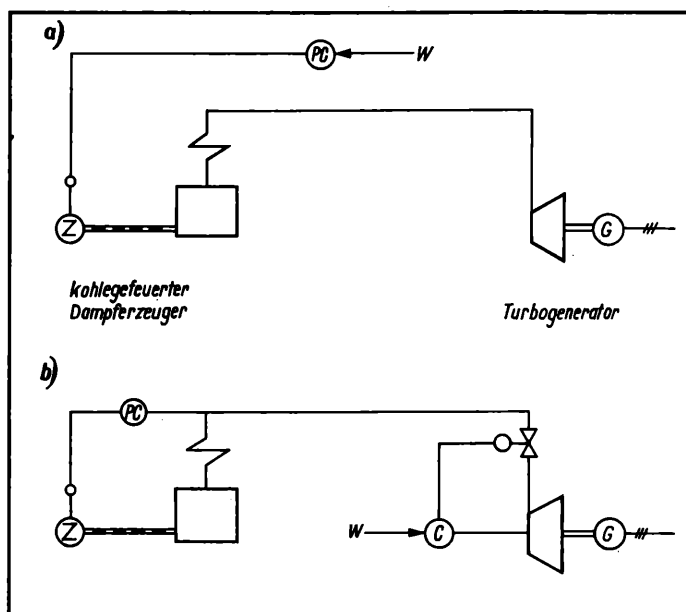 a)
PC
W
Z
G
kohlegefeuerter
Dampferzeuger
Turbogenerator
b)
PC
Z
W
C
G